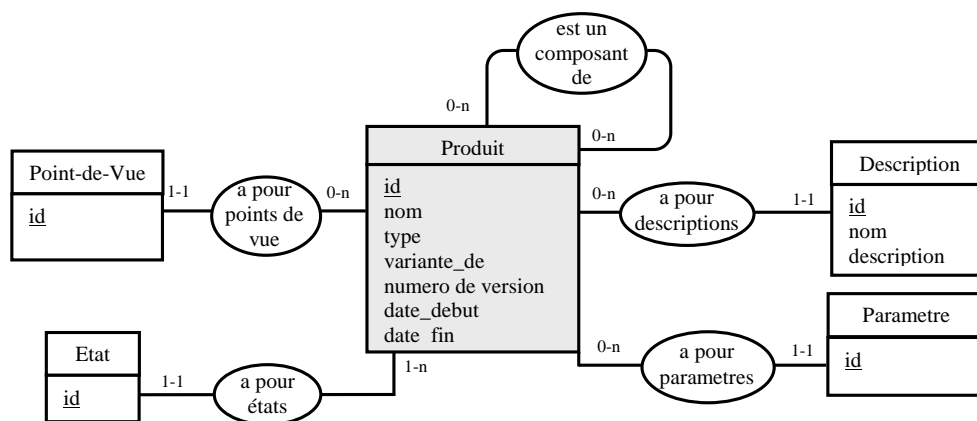 est un
composant
de
0-n
0-n
Produit
id
nom
type
variante_de
numero de version
date_debut
date_fin
Point-de-Vue
id
1-1
a pour
points de
vue
0-n
0-n
a pour
descriptions
1-1
Description
id
nom
description
Etat
id
1-1
a pour
états
1-n
0-n
a pour
parametres
1-1
Parametre
id